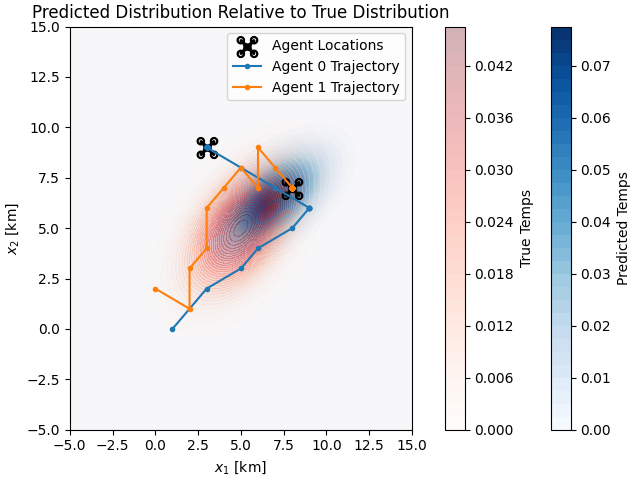 Predicted Distribution Relative to True Distribution
Agent Locations
Agent 0 Trajectory
Agent 1 Trajectory
15.0
12.5
10.0
7.5
5.0
2.5
0.0
−2.5
−5.0
x₂ [km]
−5.0 −2.5 0.0 2.5 5.0 7.5 10.0 12.5 15.0
x₁ [km]
0.042
0.036
0.030
0.024
0.018
0.012
0.006
0.000
True Temps
0.07
0.06
0.05
0.04
0.03
0.02
0.01
0.00
Predicted Temps